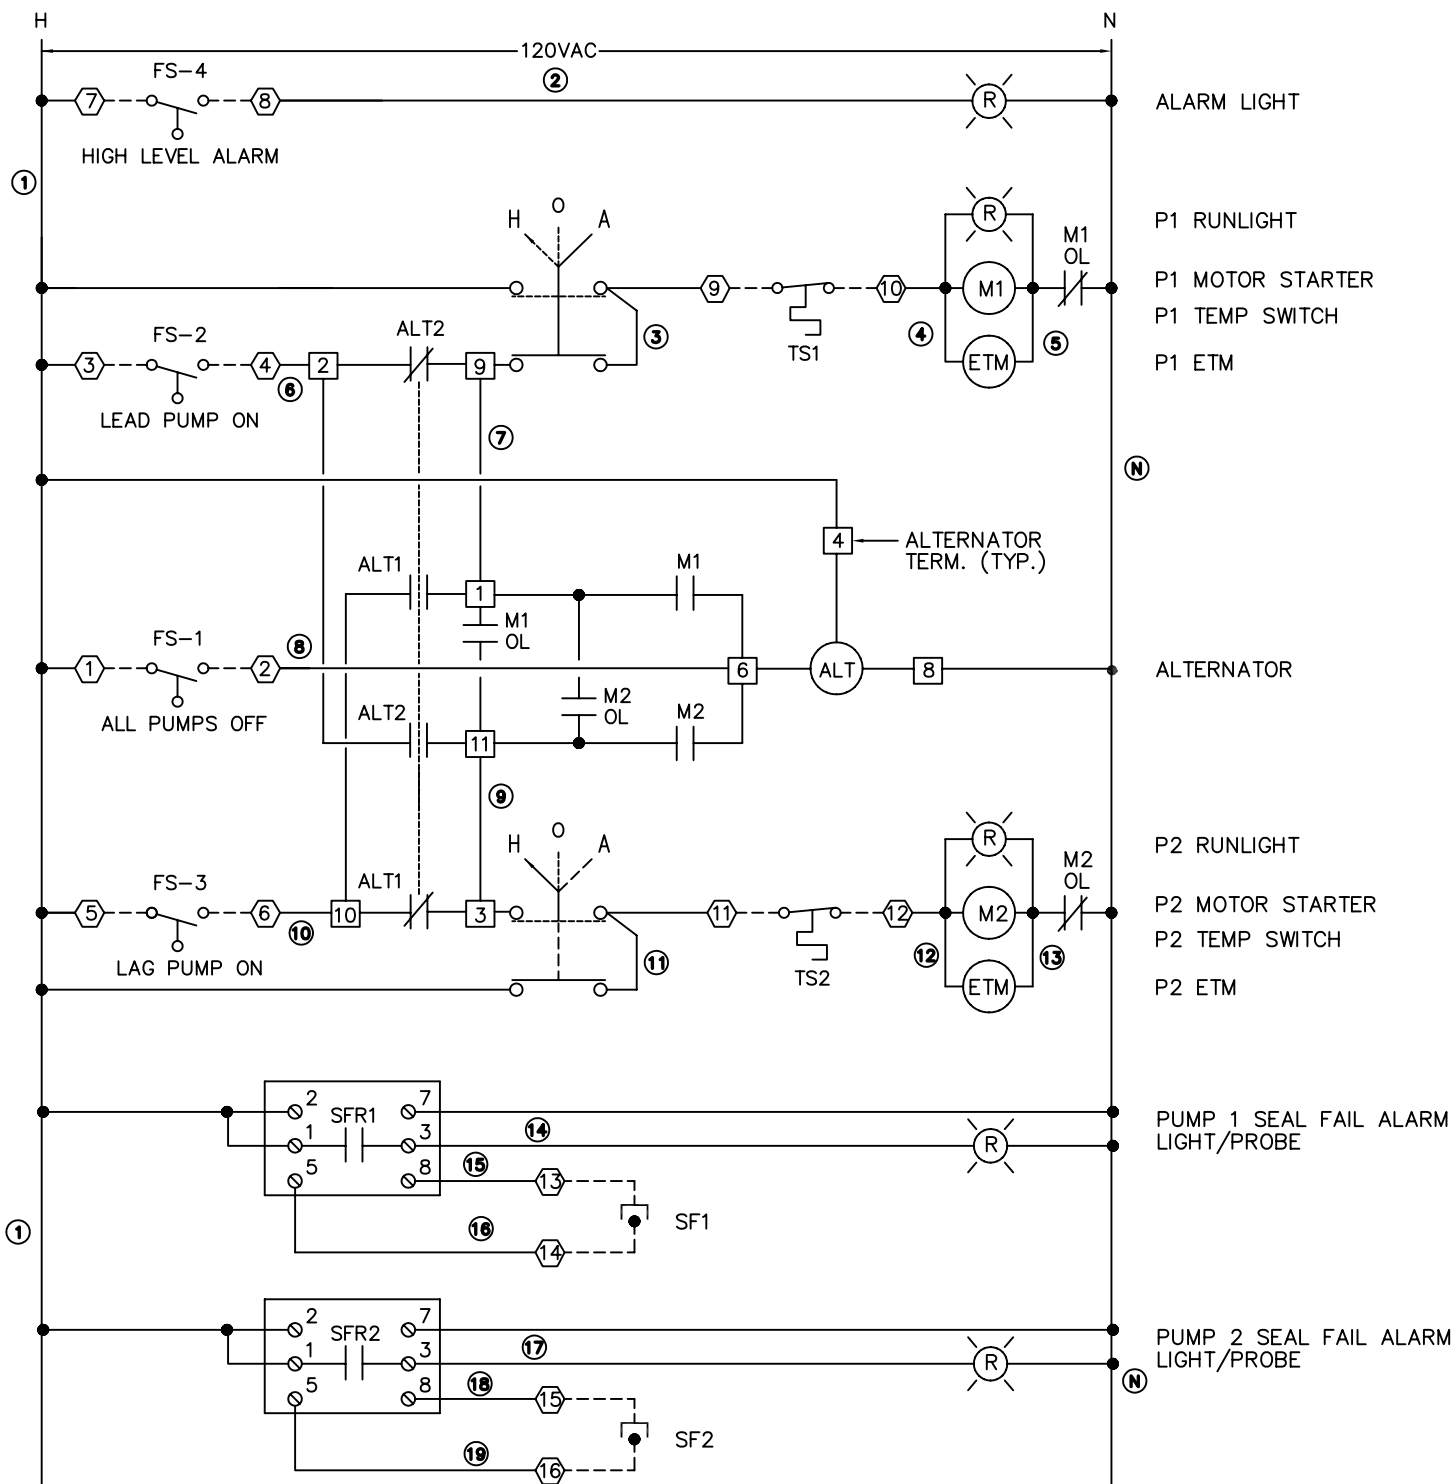 H N
120VAC
2
FS-4
7 8 R ALARM LIGHT
HIGH LEVEL ALARM
1
H O A
R P1 RUNLIGHT
M1
OL
9 10 M1 P1 MOTOR STARTER
P1 TEMP SWITCH
TS1
3 4 5
FS-2 ALT2
3 4 2 9 ETM P1 ETM
6
LEAD PUMP ON
7
N
4 ALTERNATOR
TERM. (TYP.)
ALT1 1 M1
M1
OL
FS-1 8
1 2 6 ALT 8 ALTERNATOR
ALL PUMPS OFF
M2
OL
ALT2 11 M2
9
H O A
R P2 RUNLIGHT
M2
OL
FS-3 ALT1
5 6 10 3 11 12 M2 P2 MOTOR STARTER
10
P2 TEMP SWITCH
LAG PUMP ON
11 TS2 12 13
ETM P2 ETM
2 SFR1 7 PUMP 1 SEAL FAIL ALARM
1 3 14 R LIGHT/PROBE
5 8 15 13
SF1
16 14
1
2 SFR2 7 PUMP 2 SEAL FAIL ALARM
1 3 17 R LIGHT/PROBE
5 8 18 15 N
SF2
19 16